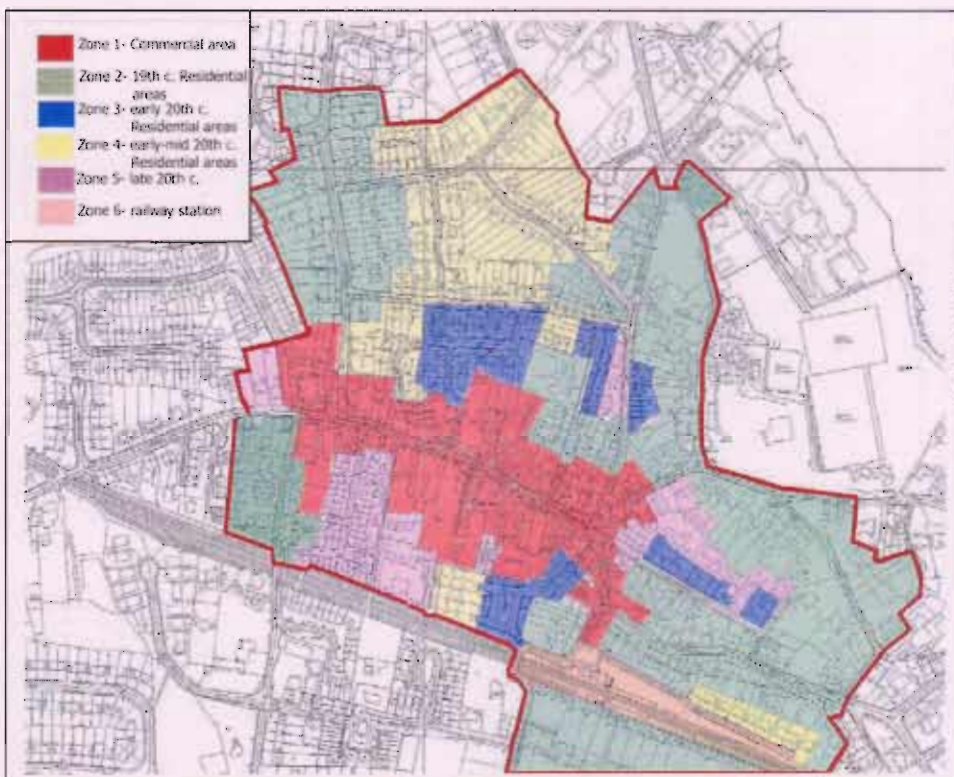 Zone 1- Commercial area
Zone 2- 19th c. Residential
areas
Zone 3- early 20th c.
Residential areas
Zone 4- early-mid 20th c.
Residential areas
Zone 5- late 20th c.
Zone 6- railway station